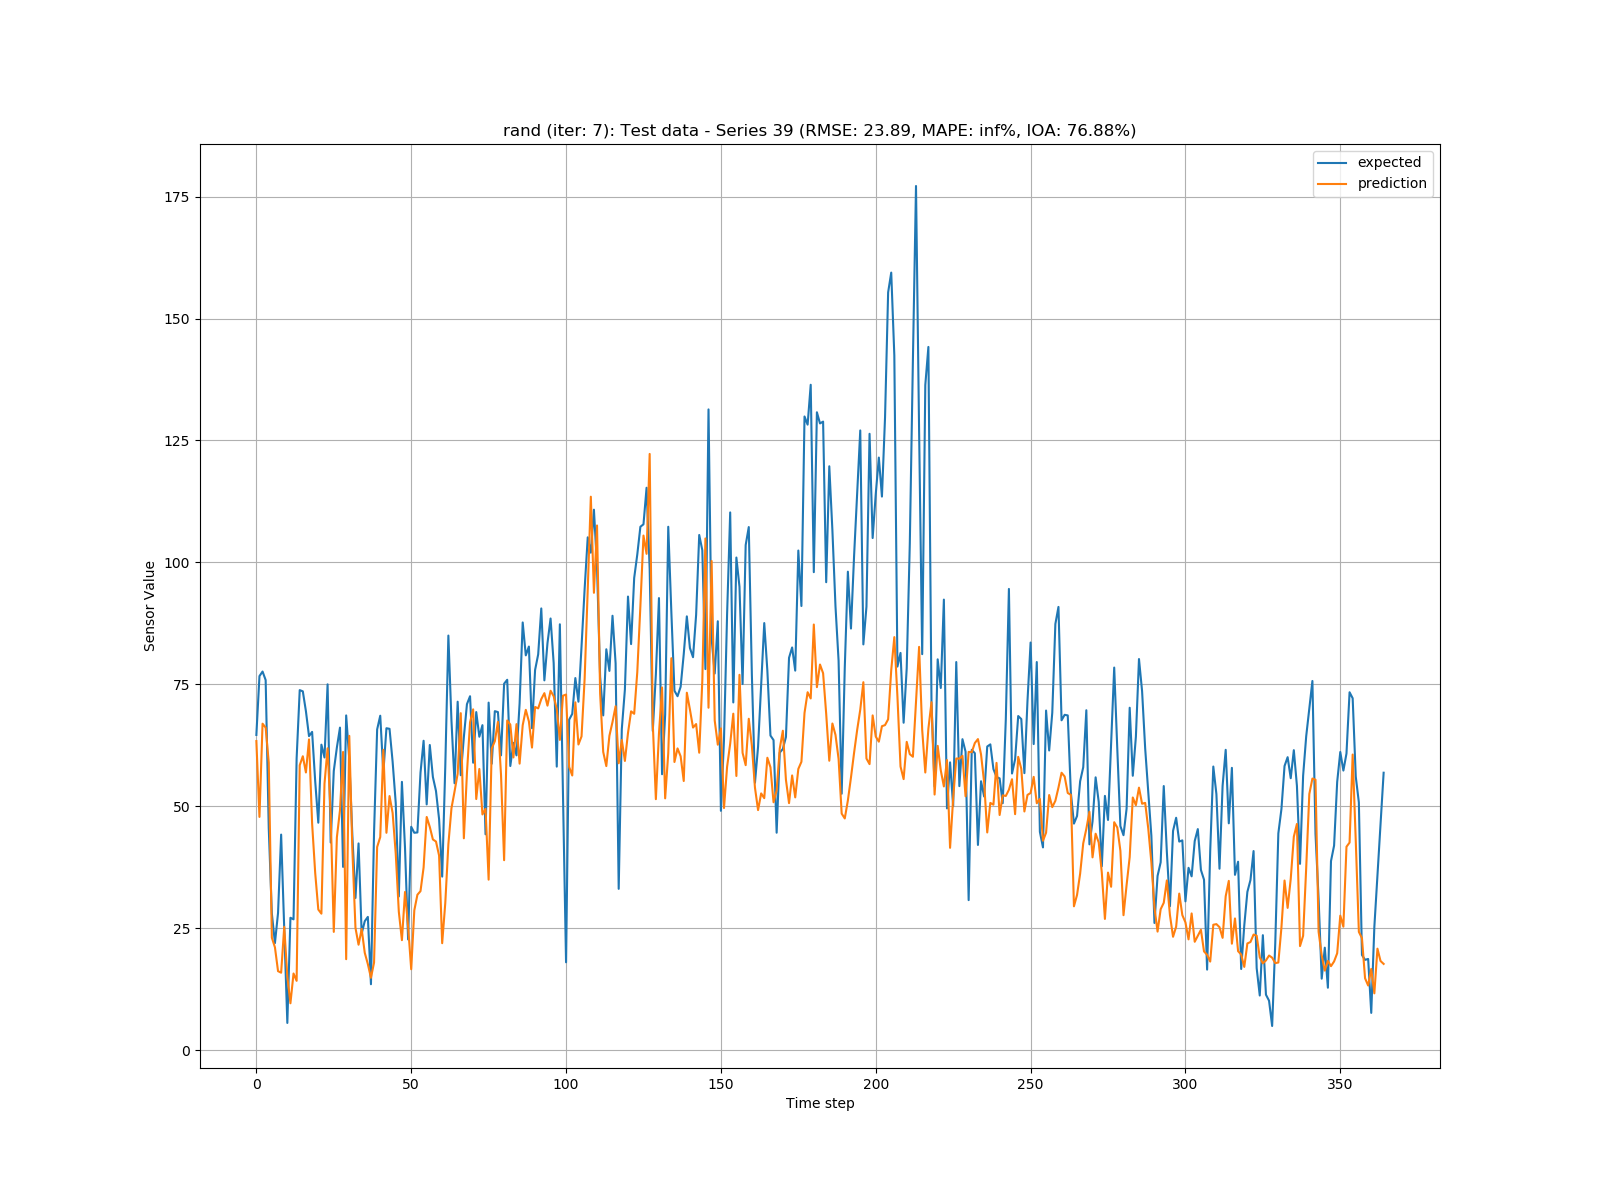 rand (iter: 7): Test data - Series 39 (RMSE: 23.89, MAPE: inf%, IOA: 76.88%)
expected
prediction
175
150
125
100
75
50
25
0
Sensor Value
0 50 100 150 200 250 300 350
Time step